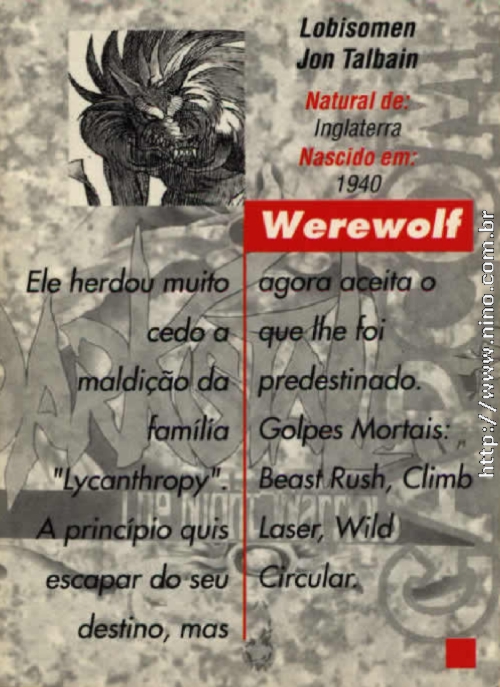 Lobisomen
Jon Talbain
Natural de:
Inglaterra
Nascido em:
1940
Werewolf
Ele herdou muito
cedo a
maldição da
família
"Lycanthropy".
A princípio quis
escapar do seu
destino, mas
agora aceita o
que lhe foi
predestinado.
Golpes Mortais:
Beast Rush, Climb
Laser, Wild
Circular.
http://www.nino.com.br